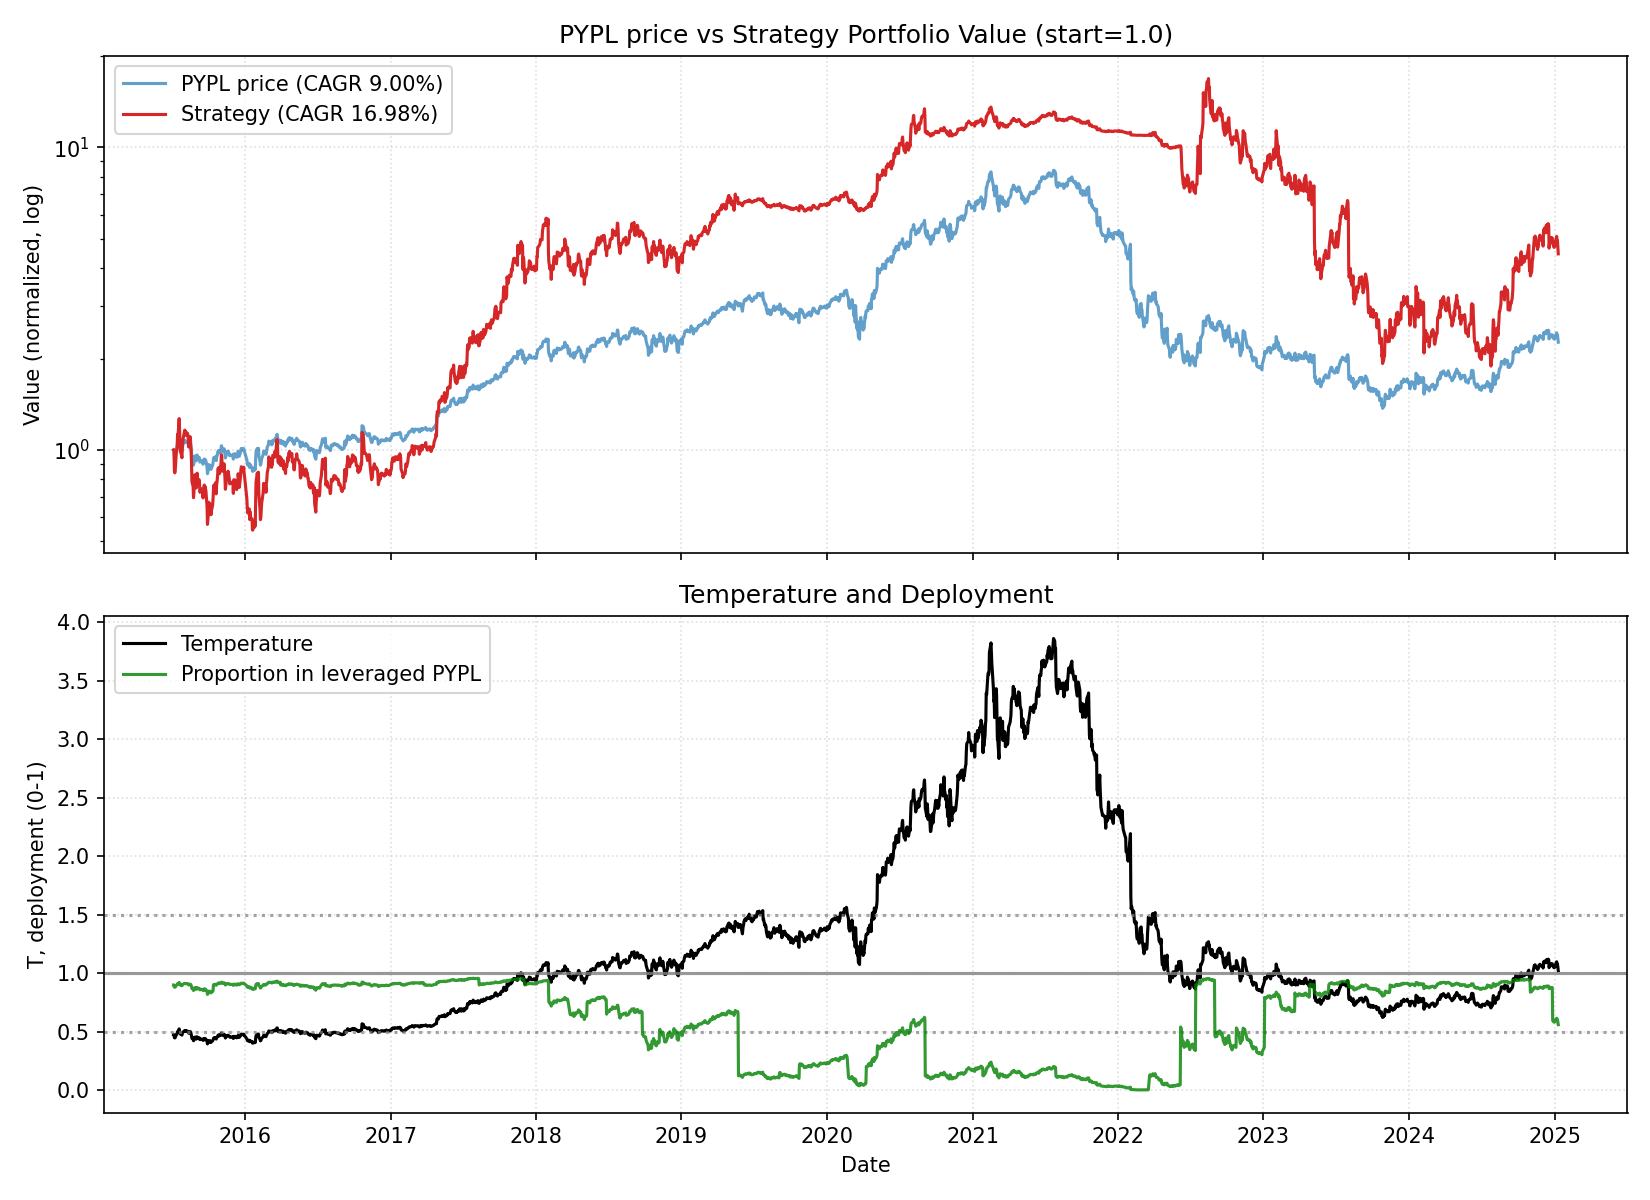 PYPL price vs Strategy Portfolio Value (start=1.0)
PYPL price (CAGR 9.00%)
Strategy (CAGR 16.98%)
Value (normalized, log)
10¹
10⁰
Temperature and Deployment
Temperature
Proportion in leveraged PYPL
T, deployment (0-1)
4.0
3.5
3.0
2.5
2.0
1.5
1.0
0.5
0.0
2016 2017 2018 2019 2020 2021 2022 2023 2024 2025
Date